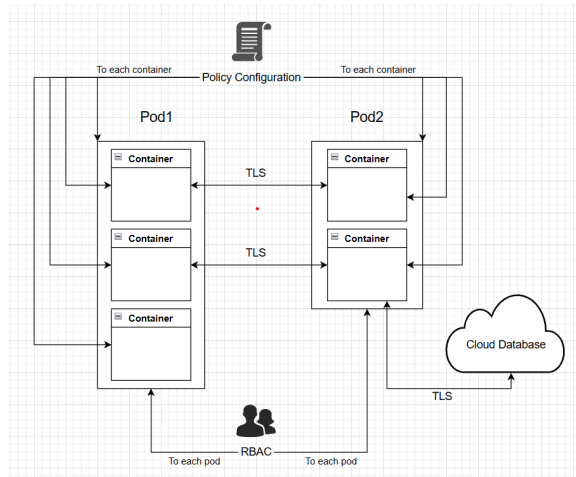 To each container
To each container
Policy Configuration
Pod1
Pod2
Container
Container
TLS
Container
Container
TLS
Container
Cloud Database
TLS
RBAC
To each pod
To each pod